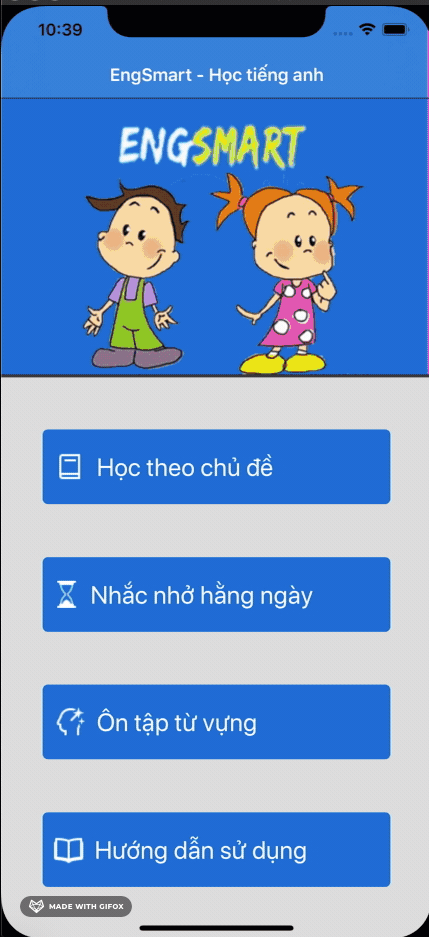 10:39
EngSmart - Học tiếng anh
ENGSMART
Học theo chủ đề
Nhắc nhở hằng ngày
Ôn tập từ vựng
Hướng dẫn sử dụng
MADE WITH GIFOX